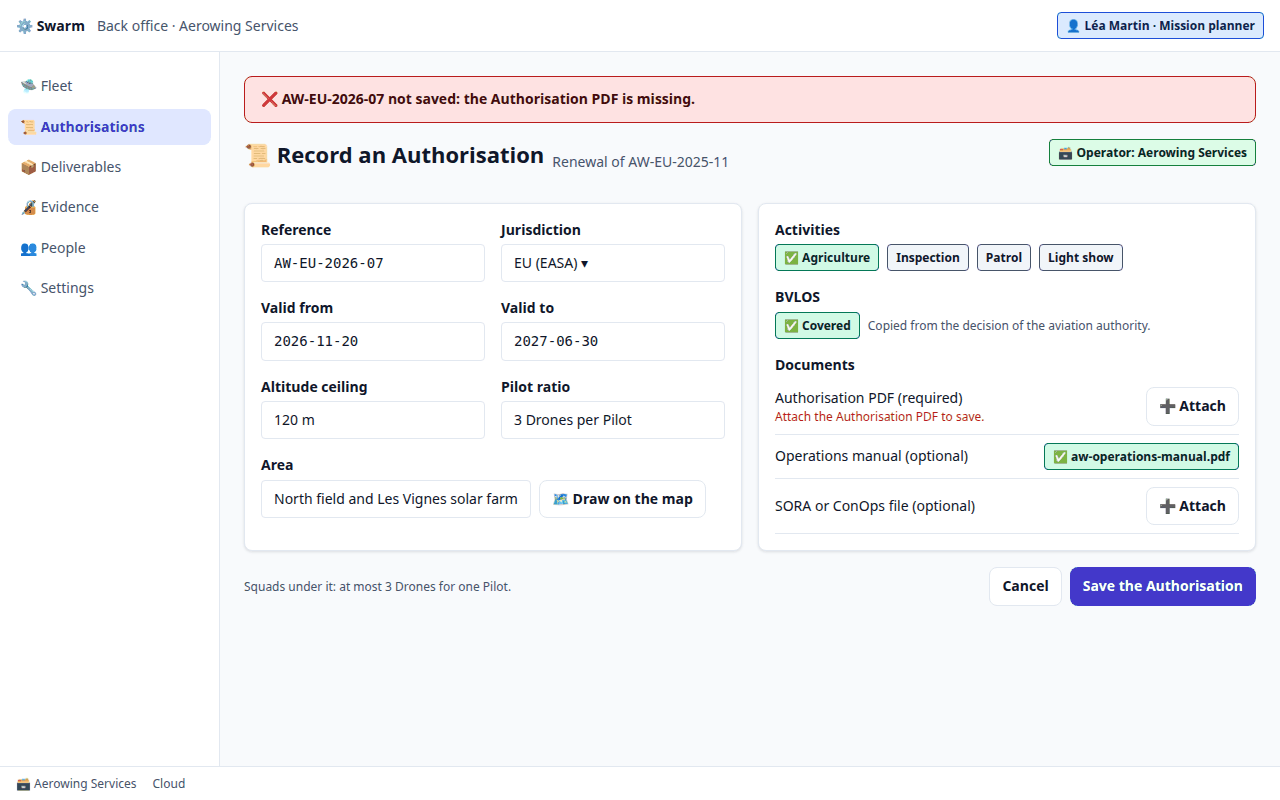 ⚙️ Swarm Back office · Aerowing Services
👤 Léa Martin · Mission planner
🛸 Fleet
📜 Authorisations
📦 Deliverables
🔏 Evidence
👥 People
🔧 Settings
❌ AW-EU-2026-07 not saved: the Authorisation PDF is missing.
📜 Record an Authorisation Renewal of AW-EU-2025-11
🗃️ Operator: Aerowing Services
Reference
AW-EU-2026-07
Jurisdiction
EU (EASA) ▾
Valid from
2026-11-20
Valid to
2027-06-30
Altitude ceiling
120 m
Pilot ratio
3 Drones per Pilot
Area
North field and Les Vignes solar farm
🗺️ Draw on the map
Activities
✅ Agriculture
Inspection
Patrol
Light show
BVLOS
✅ Covered
Copied from the decision of the aviation authority.
Documents
Authorisation PDF (required)
Attach the Authorisation PDF to save.
➕ Attach
Operations manual (optional)
✅ aw-operations-manual.pdf
SORA or ConOps file (optional)
➕ Attach
Squads under it: at most 3 Drones for one Pilot.
Cancel
Save the Authorisation
🗃️ Aerowing Services
Cloud